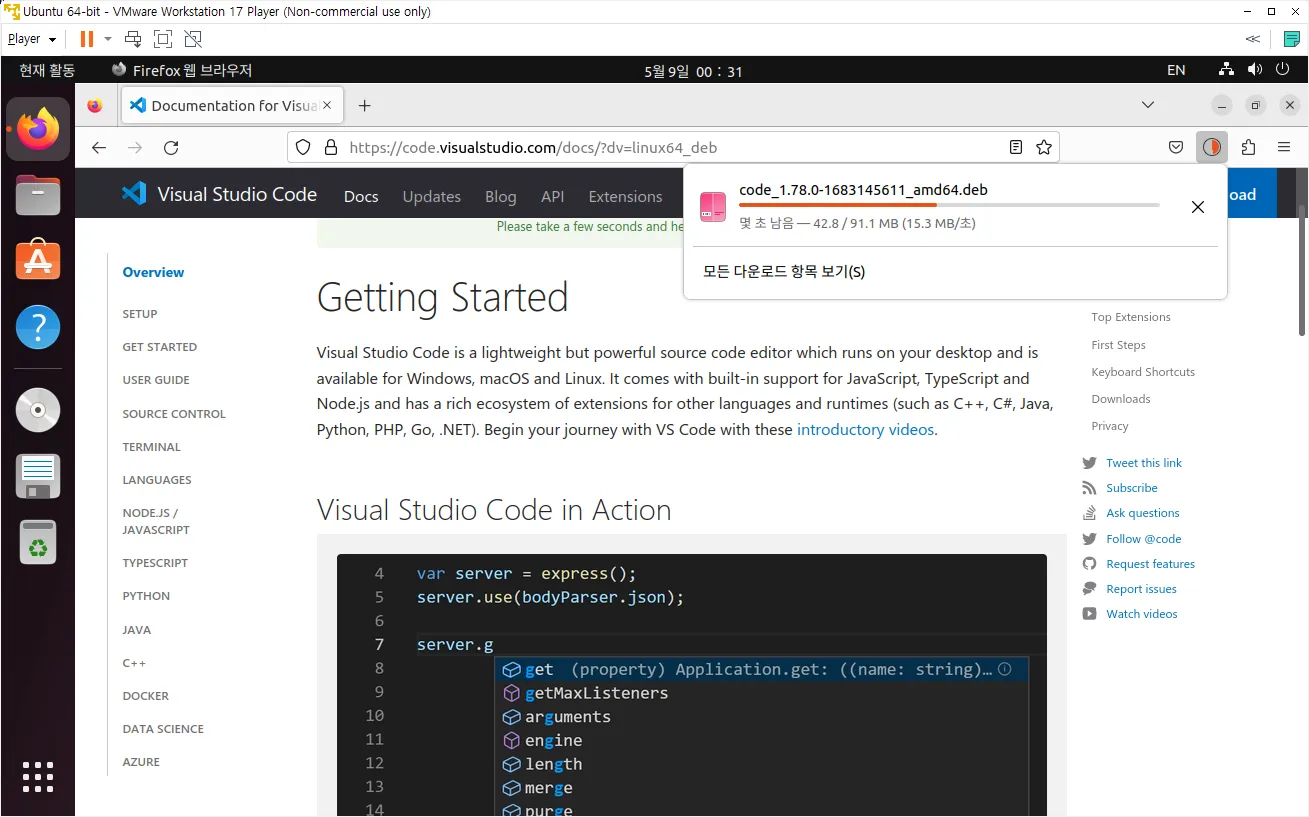 Ubuntu 64-bit - VMware Workstation 17 Player (Non-commercial use only)
Player
현재 활동
Firefox 웹 브라우저
5월 9일 00 : 31
EN
Documentation for Visua
https://code.visualstudio.com/docs/?dv=linux64_deb
Visual Studio Code
Docs
Updates
Blog
API
Extensions
oad
code_1.78.0-1683145611_amd64.deb
몇 초 남음 — 42.8 / 91.1 MB (15.3 MB/초)
모든 다운로드 항목 보기(S)
Please take a few seconds and he
Overview
SETUP
GET STARTED
USER GUIDE
SOURCE CONTROL
TERMINAL
LANGUAGES
NODE.JS /
JAVASCRIPT
TYPESCRIPT
PYTHON
JAVA
C++
DOCKER
DATA SCIENCE
AZURE
Getting Started
Visual Studio Code is a lightweight but powerful source code editor which runs on your desktop and is
available for Windows, macOS and Linux. It comes with built-in support for JavaScript, TypeScript and
Node.js and has a rich ecosystem of extensions for other languages and runtimes (such as C++, C#, Java,
Python, PHP, Go, .NET). Begin your journey with VS Code with these introductory videos.
Visual Studio Code in Action
4 var server = express();
5 server.use(bodyParser.json);
6
7 server.g
8 get (property) Application.get: ((name: string)…
9 getMaxListeners
10 arguments
11 engine
12 length
13 merge
14 purge
Top Extensions
First Steps
Keyboard Shortcuts
Downloads
Privacy
Tweet this link
Subscribe
Ask questions
Follow @code
Request features
Report issues
Watch videos